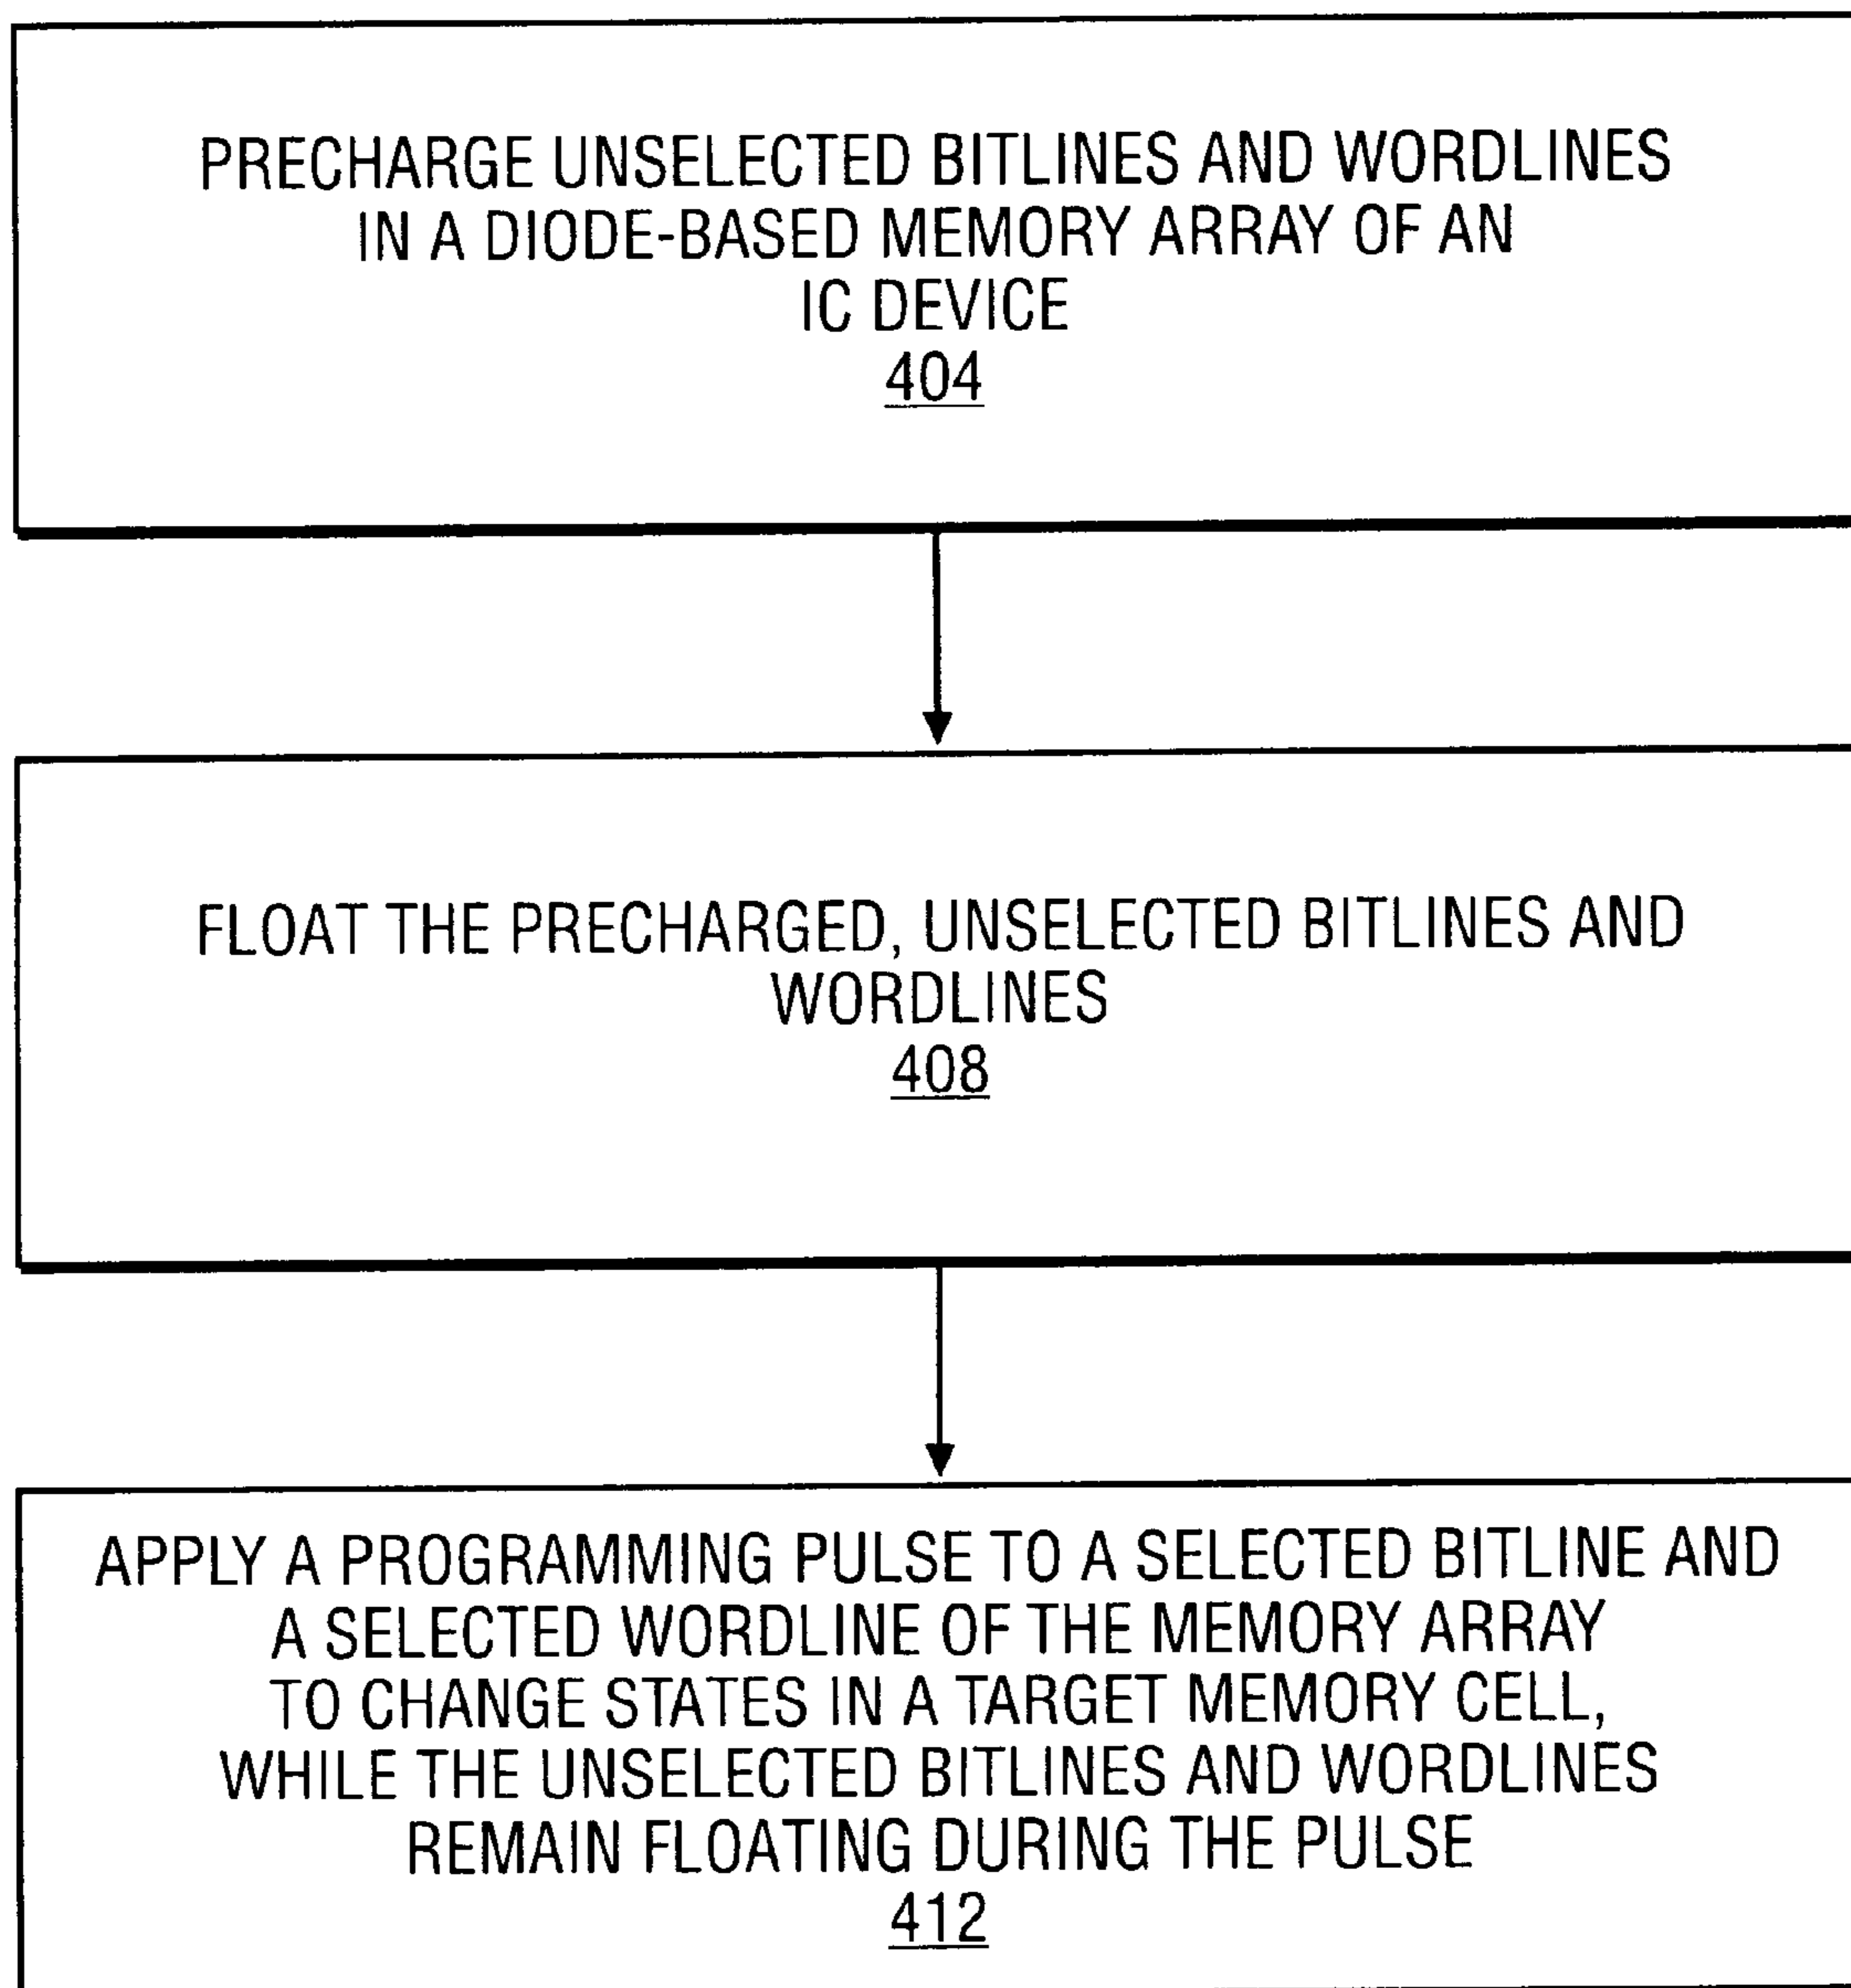 PRECHARGE UNSELECTED BITLINES AND WORDLINES
IN A DIODE-BASED MEMORY ARRAY OF AN
IC DEVICE
404
FLOAT THE PRECHARGED, UNSELECTED BITLINES AND
WORDLINES
408
APPLY A PROGRAMMING PULSE TO A SELECTED BITLINE AND
A SELECTED WORDLINE OF THE MEMORY ARRAY
TO CHANGE STATES IN A TARGET MEMORY CELL,
WHILE THE UNSELECTED BITLINES AND WORDLINES
REMAIN FLOATING DURING THE PULSE
412